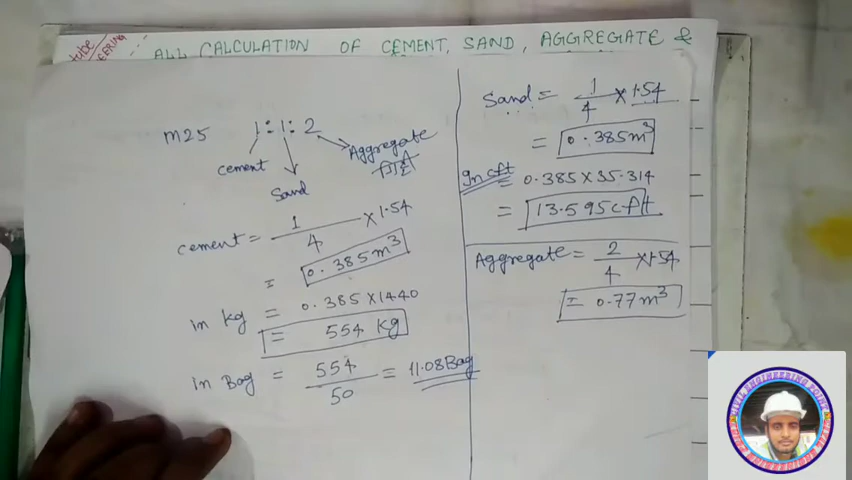 ALL CALCULATION OF CEMENT, SAND, AGGREGATE &
M25 1:1:2
cement
Sand
Aggregate
cement = 1/4 × 1.54
= 0.385 m³
in kg = 0.385 × 1440
= 554 kg
in Bag = 554/50 = 11.08 Bag
Sand = 1/4 × 1.54
= 0.385 m³
In cft = 0.385 × 35.314
= 13.595 cft
Aggregate = 2/4 × 1.54
= 0.77 m³
CIVIL ENGINEERING POINT